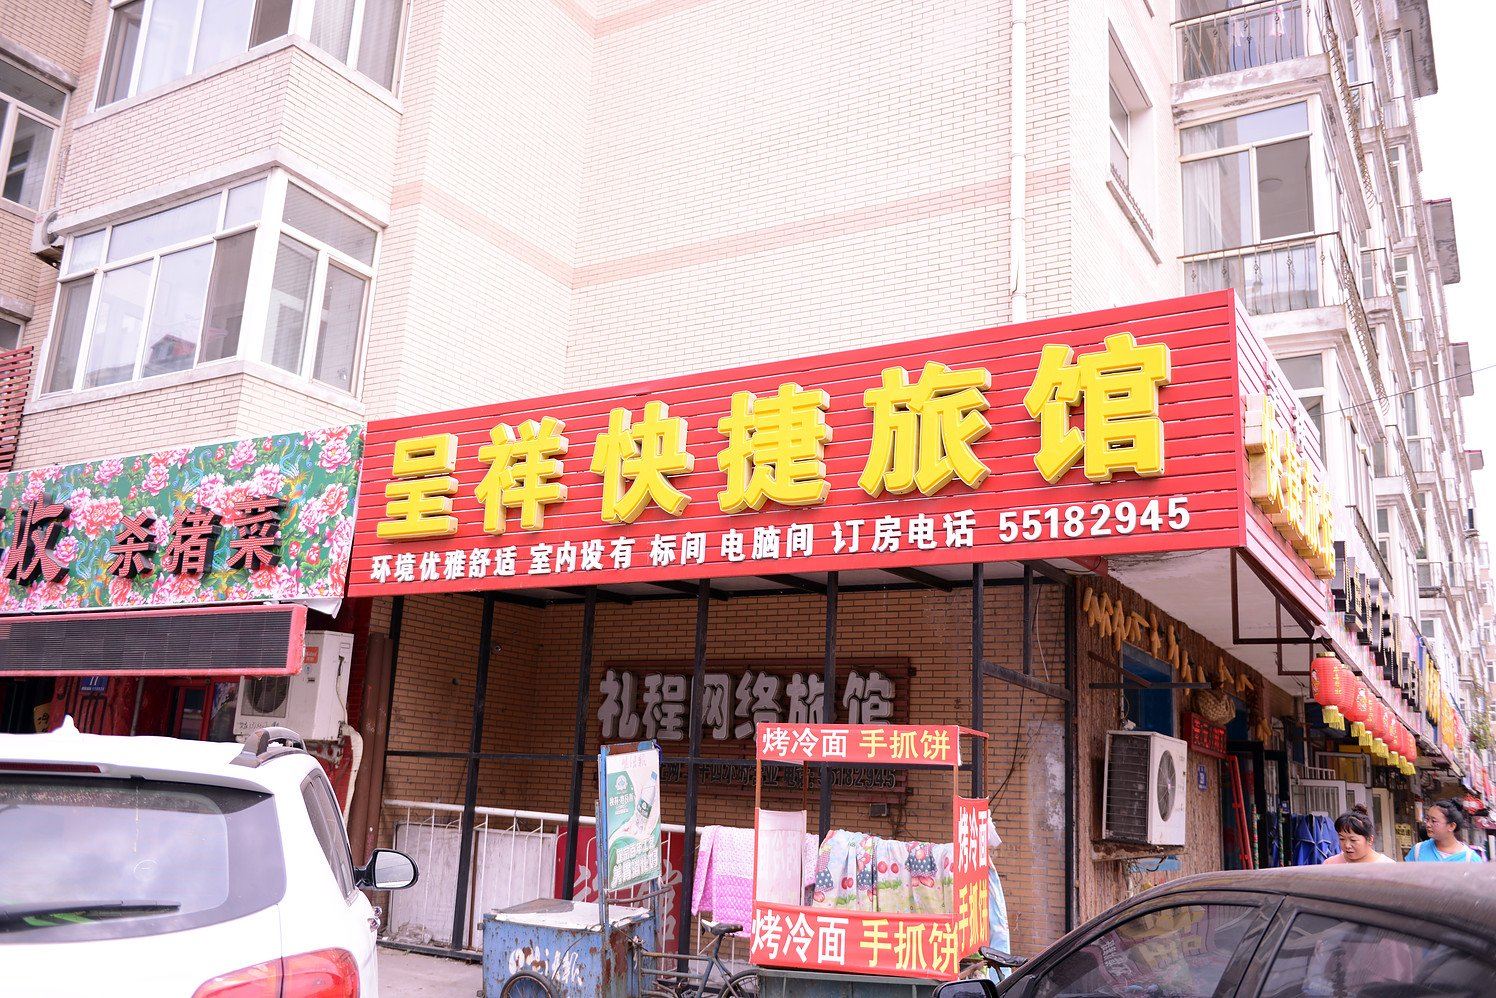 呈祥快捷旅馆
环境优雅舒适 室内设有 标间 电脑间 订房电话 55182945
收 杀猪菜
礼程网络旅馆
烤冷面 手抓饼
烤冷面 手抓饼
烤冷面 手抓饼